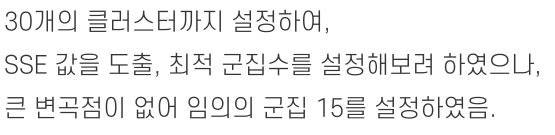 30개의 클러스터까지 설정하여,
SSE 값을 도출, 최적 군집수를 설정해보려 하였으나,
큰 변곡점이 없어 임의의 군집 15를 설정하였음.